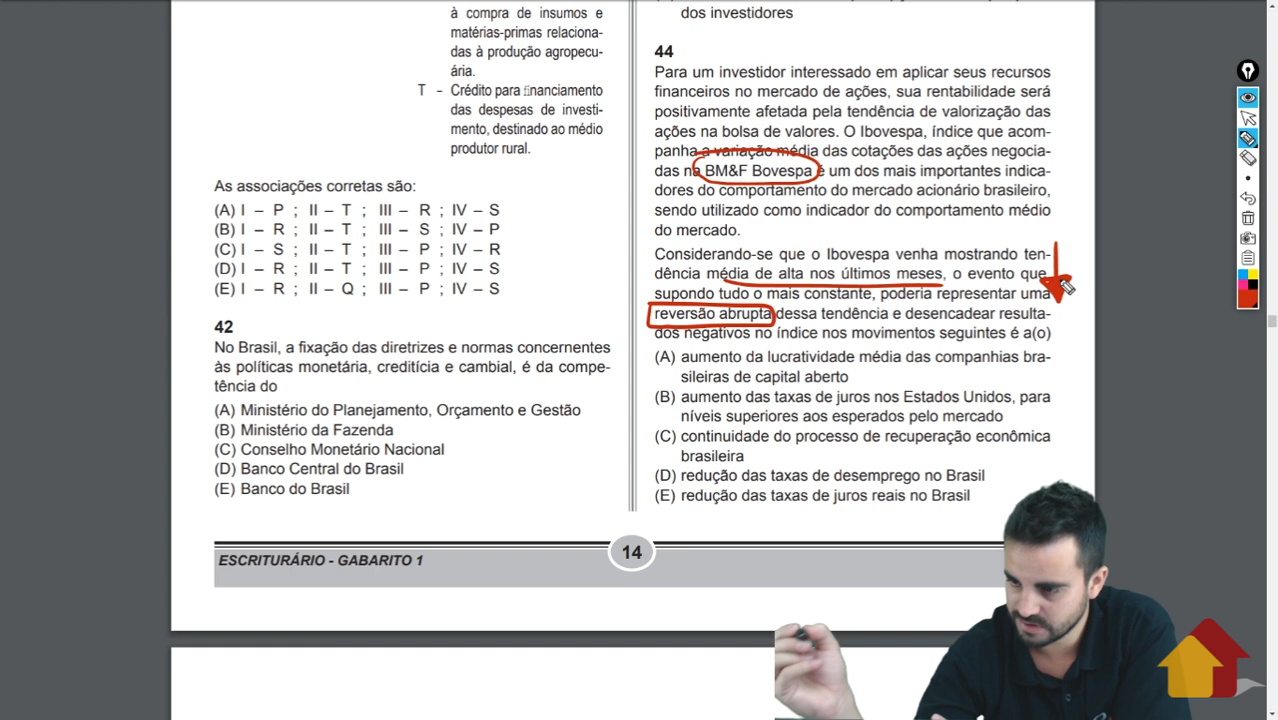 à compra de insumos e
matérias-primas relaciona-
das à produção agropecu-
ária.
T – Crédito para financiamento
das despesas de investi-
mento, destinado ao médio
produtor rural.
As associações corretas são:
(A) I – P ; II – T ; III – R ; IV – S
(B) I – R ; II – T ; III – S ; IV – P
(C) I – S ; II – T ; III – P ; IV – R
(D) I – R ; II – T ; III – P ; IV – S
(E) I – R ; II – Q ; III – P ; IV – S
42
No Brasil, a fixação das diretrizes e normas concernentes
às políticas monetária, creditícia e cambial, é da compe-
tência do
(A) Ministério do Planejamento, Orçamento e Gestão
(B) Ministério da Fazenda
(C) Conselho Monetário Nacional
(D) Banco Central do Brasil
(E) Banco do Brasil
dos investidores
44
Para um investidor interessado em aplicar seus recursos
financeiros no mercado de ações, sua rentabilidade será
positivamente afetada pela tendência de valorização das
ações na bolsa de valores. O Ibovespa, índice que acom-
panha a variação média das cotações das ações negocia-
das na BM&F Bovespa é um dos mais importantes indica-
dores do comportamento do mercado acionário brasileiro,
sendo utilizado como indicador do comportamento médio
do mercado.
Considerando-se que o Ibovespa venha mostrando ten-
dência média de alta nos últimos meses, o evento que,
supondo tudo o mais constante, poderia representar uma
reversão abrupta dessa tendência e desencadear resulta-
dos negativos no índice nos movimentos seguintes é a(o)
(A) aumento da lucratividade média das companhias bra-
sileiras de capital aberto
(B) aumento das taxas de juros nos Estados Unidos, para
níveis superiores aos esperados pelo mercado
(C) continuidade do processo de recuperação econômica
brasileira
(D) redução das taxas de desemprego no Brasil
(E) redução das taxas de juros reais no Brasil
14
ESCRITURÁRIO - GABARITO 1